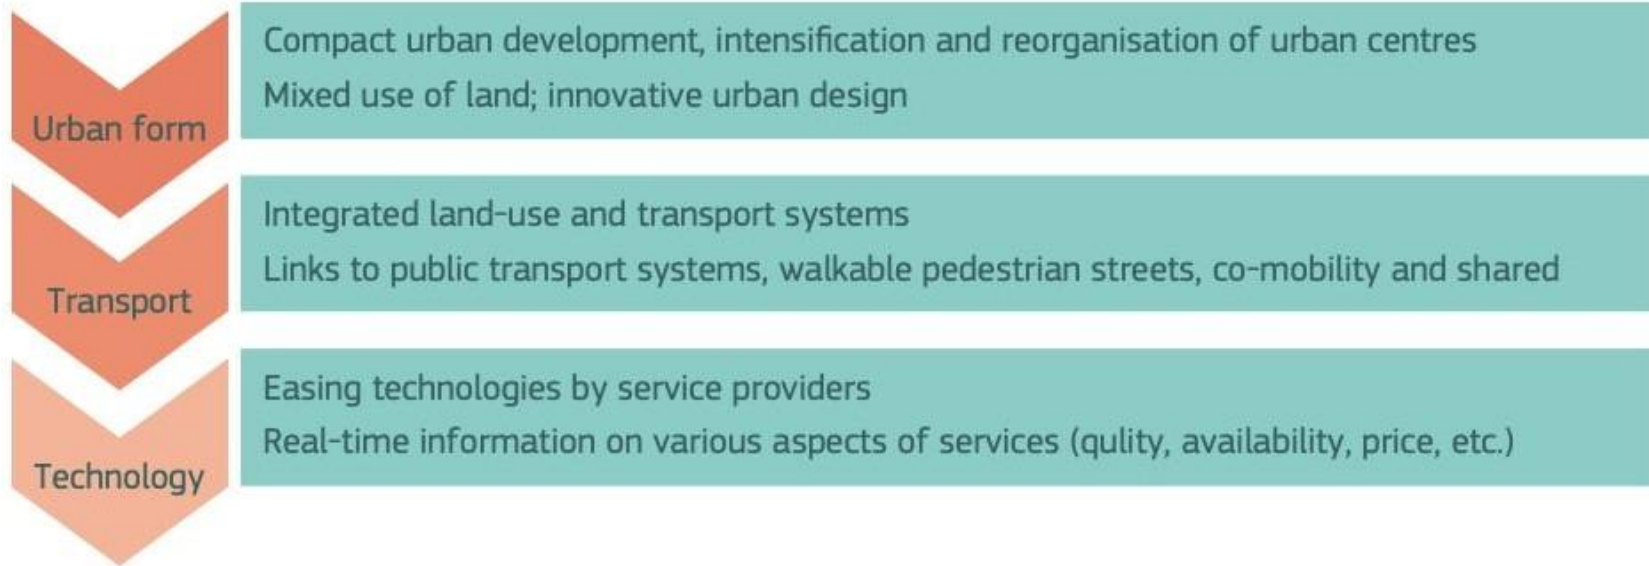 Urban form
Compact urban development, intensification and reorganisation of urban centres
Mixed use of land; innovative urban design
Transport
Integrated land-use and transport systems
Links to public transport systems, walkable pedestrian streets, co-mobility and shared
Technology
Easing technologies by service providers
Real-time information on various aspects of services (qulity, availability, price, etc.)